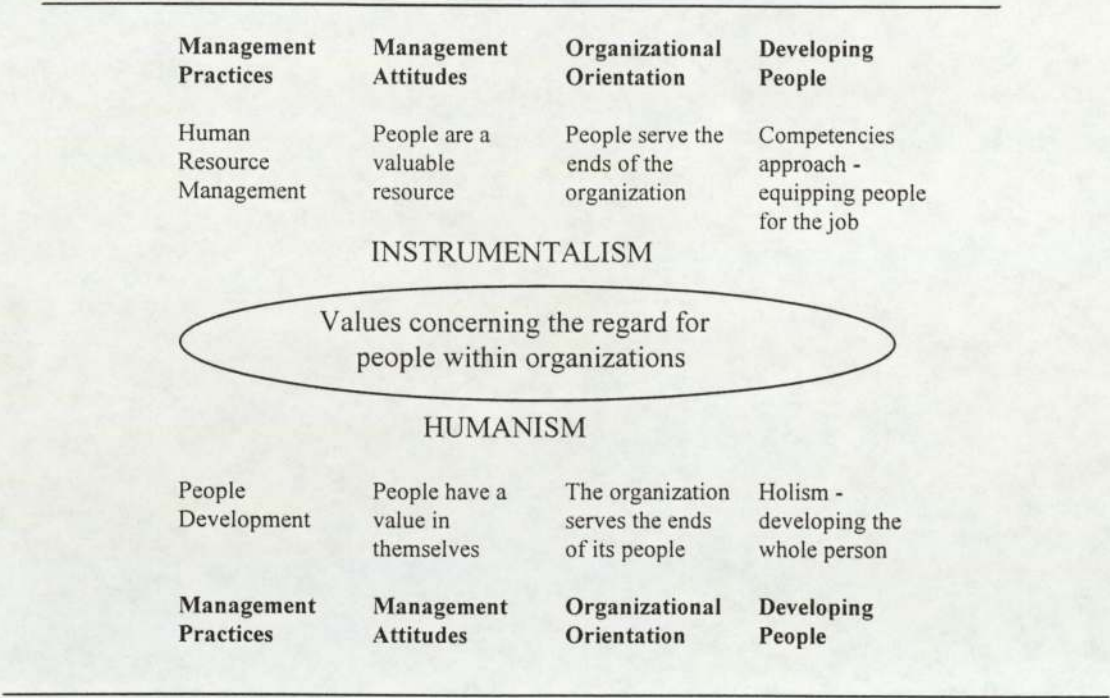 Management Management Organizational Developing
Practices Attitudes Orientation People
Human People are a People serve the Competencies
Resource valuable ends of the approach -
Management resource organization equipping people
for the job
INSTRUMENTALISM
Values concerning the regard for
people within organizations
HUMANISM
People People have a The organization Holism -
Development value in serves the ends developing the
themselves of its people whole person
Management Management Organizational Developing
Practices Attitudes Orientation People